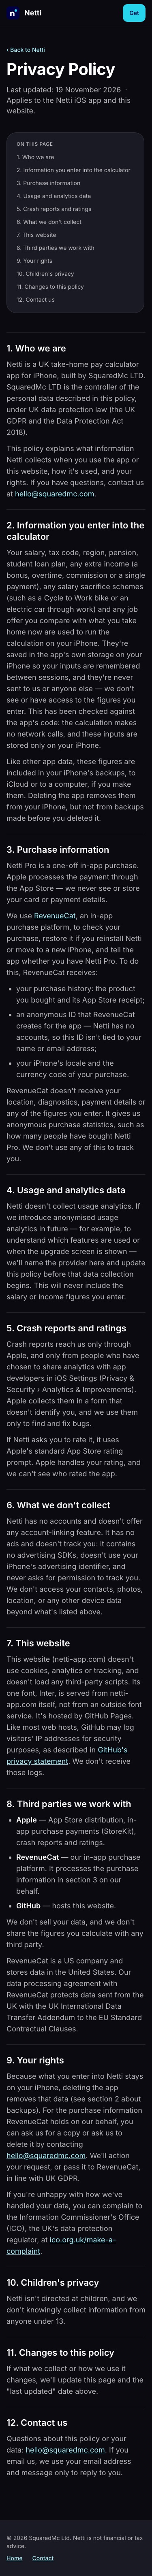 Netti
Get
‹ Back to Netti
Privacy Policy
Last updated: 19 November 2026 ·
Applies to the Netti iOS app and this
website.
ON THIS PAGE
1. Who we are
2. Information you enter into the calculator
3. Purchase information
4. Usage and analytics data
5. Crash reports and ratings
6. What we don't collect
7. This website
8. Third parties we work with
9. Your rights
10. Children's privacy
11. Changes to this policy
12. Contact us
1. Who we are
Netti is a UK take-home pay calculator
app for iPhone, built by SquaredMc LTD.
SquaredMc LTD is the controller of the
personal data described in this policy,
under UK data protection law (the UK
GDPR and the Data Protection Act
2018).
This policy explains what information
Netti collects when you use the app or
this website, how it's used, and your
rights. If you have questions, contact us
at hello@squaredmc.com.
2. Information you enter into the
calculator
Your salary, tax code, region, pension,
student loan plan, any extra income (a
bonus, overtime, commission or a single
payment), any salary sacrifice schemes
(such as a Cycle to Work bike or an
electric car through work) and any job
offer you compare with what you take
home now are used to run the
calculation on your iPhone. They're
saved in the app's own storage on your
iPhone so your inputs are remembered
between sessions, and they're never
sent to us or anyone else — we don't
see or have access to the figures you
enter. This has been checked against
the app's code: the calculation makes
no network calls, and these inputs are
stored only on your iPhone.
Like other app data, these figures are
included in your iPhone's backups, to
iCloud or to a computer, if you make
them. Deleting the app removes them
from your iPhone, but not from backups
made before you deleted it.
3. Purchase information
Netti Pro is a one-off in-app purchase.
Apple processes the payment through
the App Store — we never see or store
your card or payment details.
We use RevenueCat, an in-app
purchase platform, to check your
purchase, restore it if you reinstall Netti
or move to a new iPhone, and tell the
app whether you have Netti Pro. To do
this, RevenueCat receives:
• your purchase history: the product
you bought and its App Store receipt;
• an anonymous ID that RevenueCat
creates for the app — Netti has no
accounts, so this ID isn't tied to your
name or email address;
• your iPhone's locale and the
currency code of your purchase.
RevenueCat doesn't receive your
location, diagnostics, payment details or
any of the figures you enter. It gives us
anonymous purchase statistics, such as
how many people have bought Netti
Pro. We don't use any of this to track
you.
4. Usage and analytics data
Netti doesn't collect usage analytics. If
we introduce anonymised usage
analytics in future — for example, to
understand which features are used or
when the upgrade screen is shown —
we'll name the provider here and update
this policy before that data collection
begins. This will never include the
salary or income figures you enter.
5. Crash reports and ratings
Crash reports reach us only through
Apple, and only from people who have
chosen to share analytics with app
developers in iOS Settings (Privacy &
Security › Analytics & Improvements).
Apple collects them in a form that
doesn't identify you, and we use them
only to find and fix bugs.
If Netti asks you to rate it, it uses
Apple's standard App Store rating
prompt. Apple handles your rating, and
we can't see who rated the app.
6. What we don't collect
Netti has no accounts and doesn't offer
any account-linking feature. It has no
ads and doesn't track you: it contains
no advertising SDKs, doesn't use your
iPhone's advertising identifier, and
never asks for permission to track you.
We don't access your contacts, photos,
location, or any other device data
beyond what's listed above.
7. This website
This website (netti-app.com) doesn't
use cookies, analytics or tracking, and
doesn't load any third-party scripts. Its
one font, Inter, is served from netti-
app.com itself, not from an outside font
service. It's hosted by GitHub Pages.
Like most web hosts, GitHub may log
visitors' IP addresses for security
purposes, as described in GitHub's
privacy statement. We don't receive
those logs.
8. Third parties we work with
• Apple — App Store distribution, in-
app purchase payments (StoreKit),
crash reports and ratings.
• RevenueCat — our in-app purchase
platform. It processes the purchase
information in section 3 on our
behalf.
• GitHub — hosts this website.
We don't sell your data, and we don't
share the figures you calculate with any
third party.
RevenueCat is a US company and
stores data in the United States. Our
data processing agreement with
RevenueCat protects data sent from the
UK with the UK International Data
Transfer Addendum to the EU Standard
Contractual Clauses.
9. Your rights
Because what you enter into Netti stays
on your iPhone, deleting the app
removes that data (see section 2 about
backups). For the purchase information
RevenueCat holds on our behalf, you
can ask us for a copy or ask us to
delete it by contacting
hello@squaredmc.com. We'll action
your request, or pass it to RevenueCat,
in line with UK GDPR.
If you're unhappy with how we've
handled your data, you can complain to
the Information Commissioner's Office
(ICO), the UK's data protection
regulator, at ico.org.uk/make-a-
complaint.
10. Children's privacy
Netti isn't directed at children, and we
don't knowingly collect information from
anyone under 13.
11. Changes to this policy
If what we collect or how we use it
changes, we'll update this page and the
"last updated" date above.
12. Contact us
Questions about this policy or your
data: hello@squaredmc.com. If you
email us, we use your email address
and message only to reply to you.
© 2026 SquaredMc Ltd. Netti is not financial or tax
advice.
Home Contact